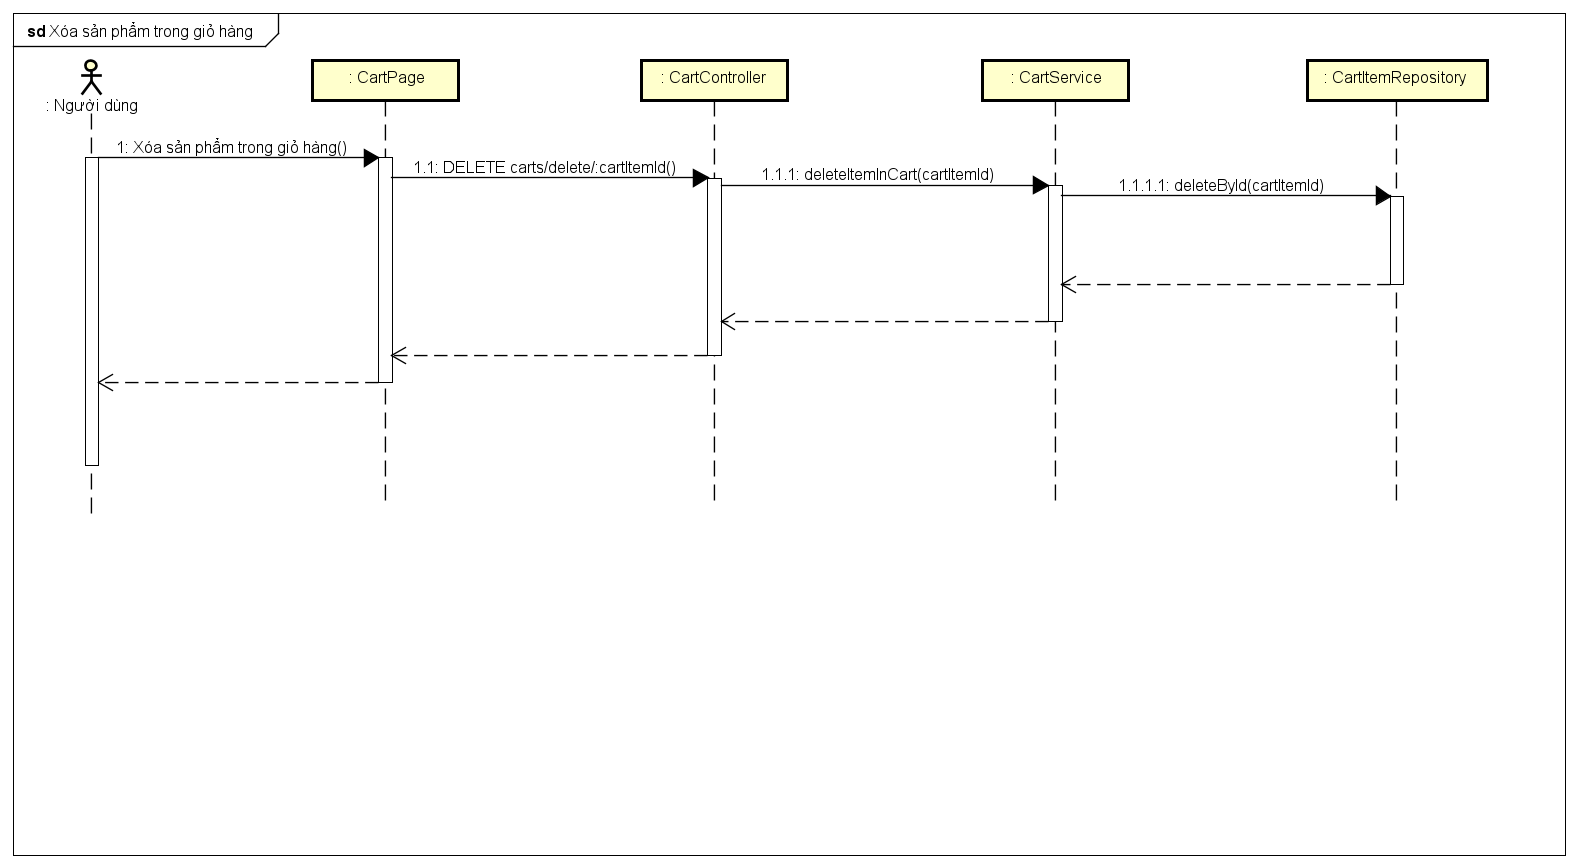 sd Xóa sản phẩm trong giỏ hàng
: Người dùng
: CartPage
: CartController
: CartService
: CartItemRepository
1: Xóa sản phẩm trong giỏ hàng()
1.1: DELETE carts/delete/:cartItemId()
1.1.1: deleteItemInCart(cartItemId)
1.1.1.1: deleteById(cartItemId)